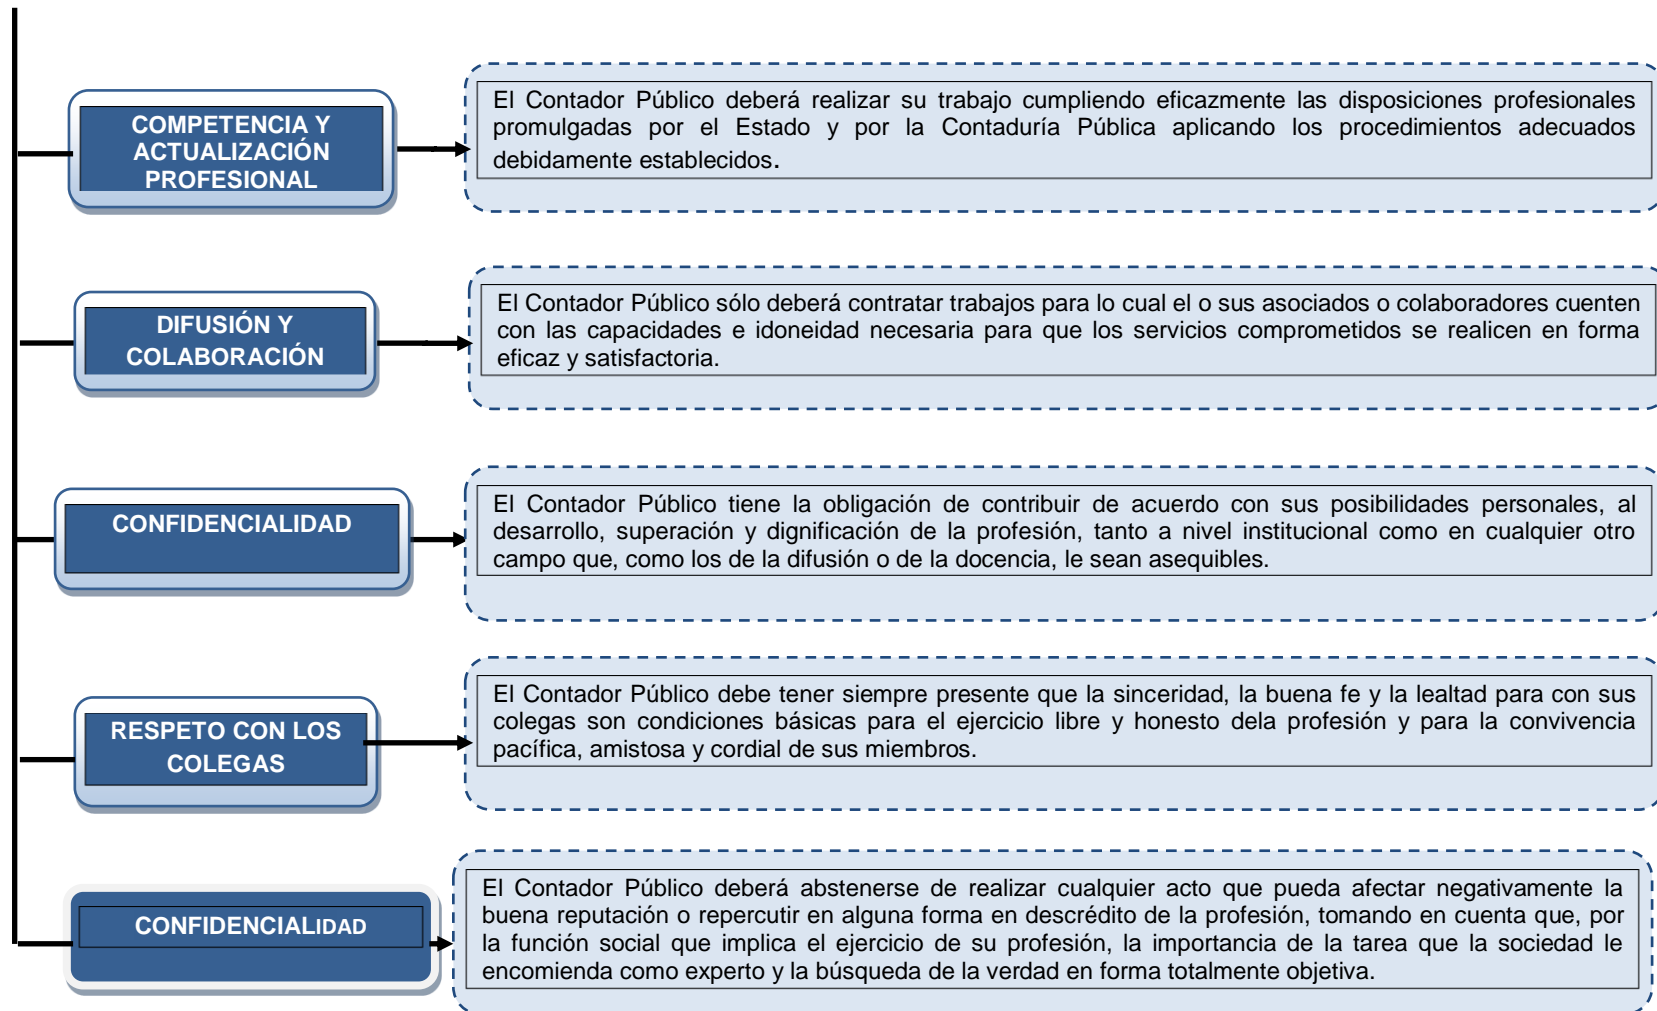 COMPETENCIA Y
ACTUALIZACIÓN
PROFESIONAL
El Contador Público deberá realizar su trabajo cumpliendo eficazmente las disposiciones profesionales
promulgadas por el Estado y por la Contaduría Pública aplicando los procedimientos adecuados
debidamente establecidos.
DIFUSIÓN Y
COLABORACIÓN
El Contador Público sólo deberá contratar trabajos para lo cual el o sus asociados o colaboradores cuenten
con las capacidades e idoneidad necesaria para que los servicios comprometidos se realicen en forma
eficaz y satisfactoria.
CONFIDENCIALIDAD
El Contador Público tiene la obligación de contribuir de acuerdo con sus posibilidades personales, al
desarrollo, superación y dignificación de la profesión, tanto a nivel institucional como en cualquier otro
campo que, como los de la difusión o de la docencia, le sean asequibles.
RESPETO CON LOS
COLEGAS
El Contador Público debe tener siempre presente que la sinceridad, la buena fe y la lealtad para con sus
colegas son condiciones básicas para el ejercicio libre y honesto dela profesión y para la convivencia
pacífica, amistosa y cordial de sus miembros.
CONFIDENCIALIDAD
El Contador Público deberá abstenerse de realizar cualquier acto que pueda afectar negativamente la
buena reputación o repercutir en alguna forma en descrédito de la profesión, tomando en cuenta que, por
la función social que implica el ejercicio de su profesión, la importancia de la tarea que la sociedad le
encomienda como experto y la búsqueda de la verdad en forma totalmente objetiva.